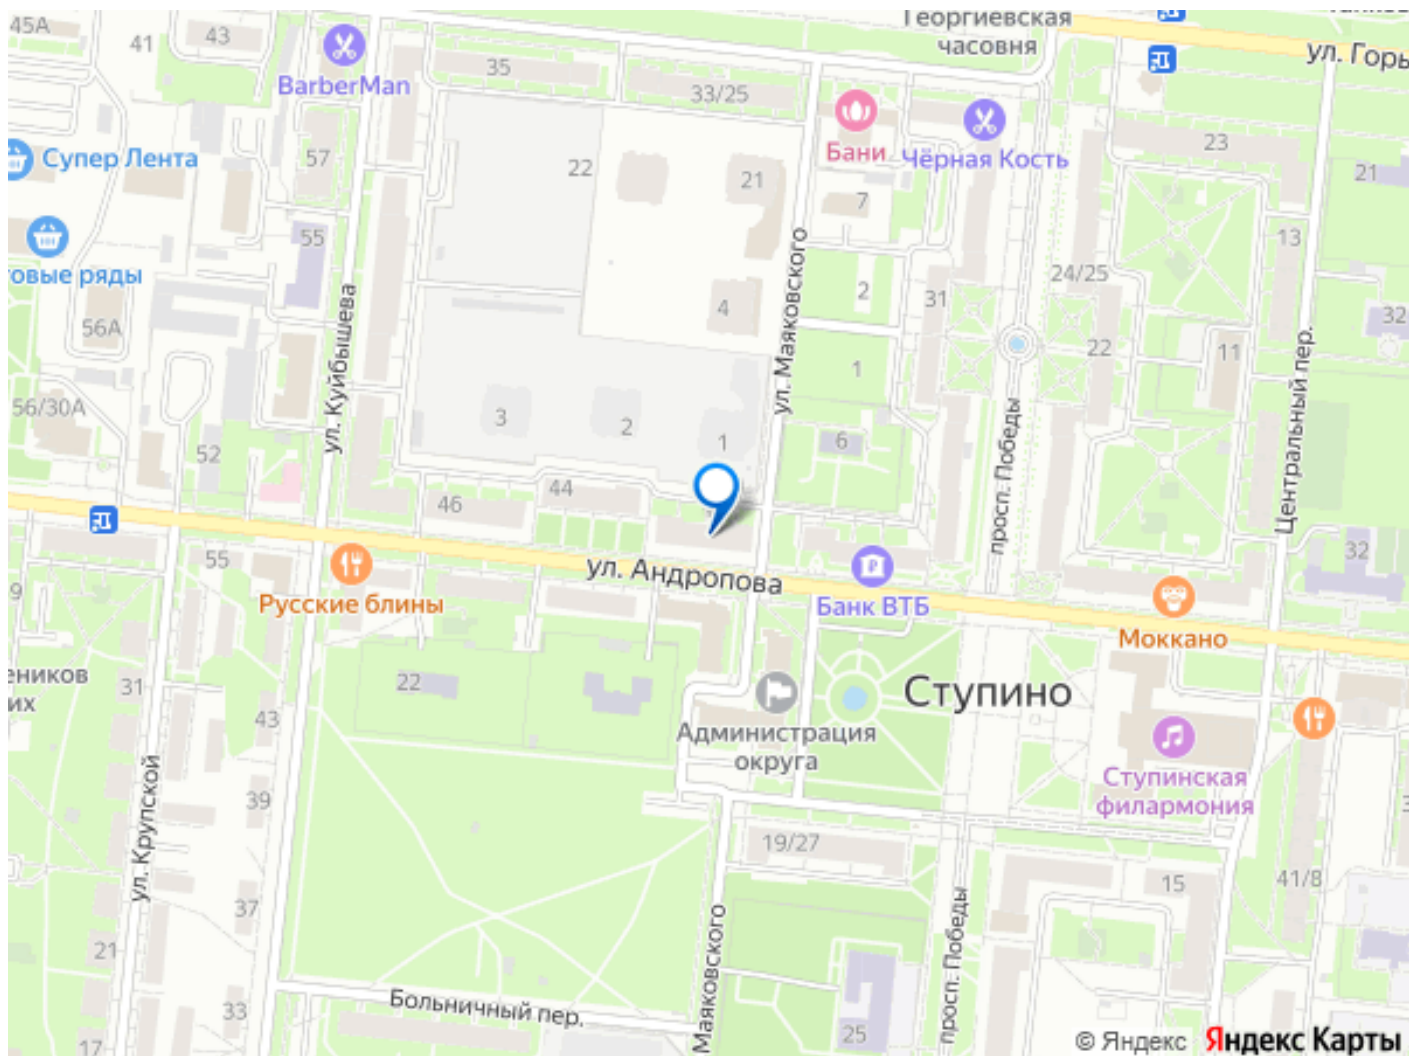 45А
41
43
BarberMan
35
33/25
Георгиевская
часовня
ул. Горь
Супер Лента
57
22
21
Бани
Чёрная Кость
7
23
21
55
товые ряды
56А
ул. Куйбышева
4
ул. Маяковского
2
31
24/25
13
32
22
11
1
Центральный пер.
56/30А
52
3
2
1
6
просп. Победы
46
44
ул. Андропова
55
Русские блины
Банк ВТБ
Моккано
32
9
еников
их
31
22
43
Администрация
округа
Ступино
Ступинская
филармония
ул. Крупской
39
19/27
15
41/8
37
21
33
17
Больничный пер.
Маяковского
просп. Победы
25
© Яндекс
Яндекс Карты